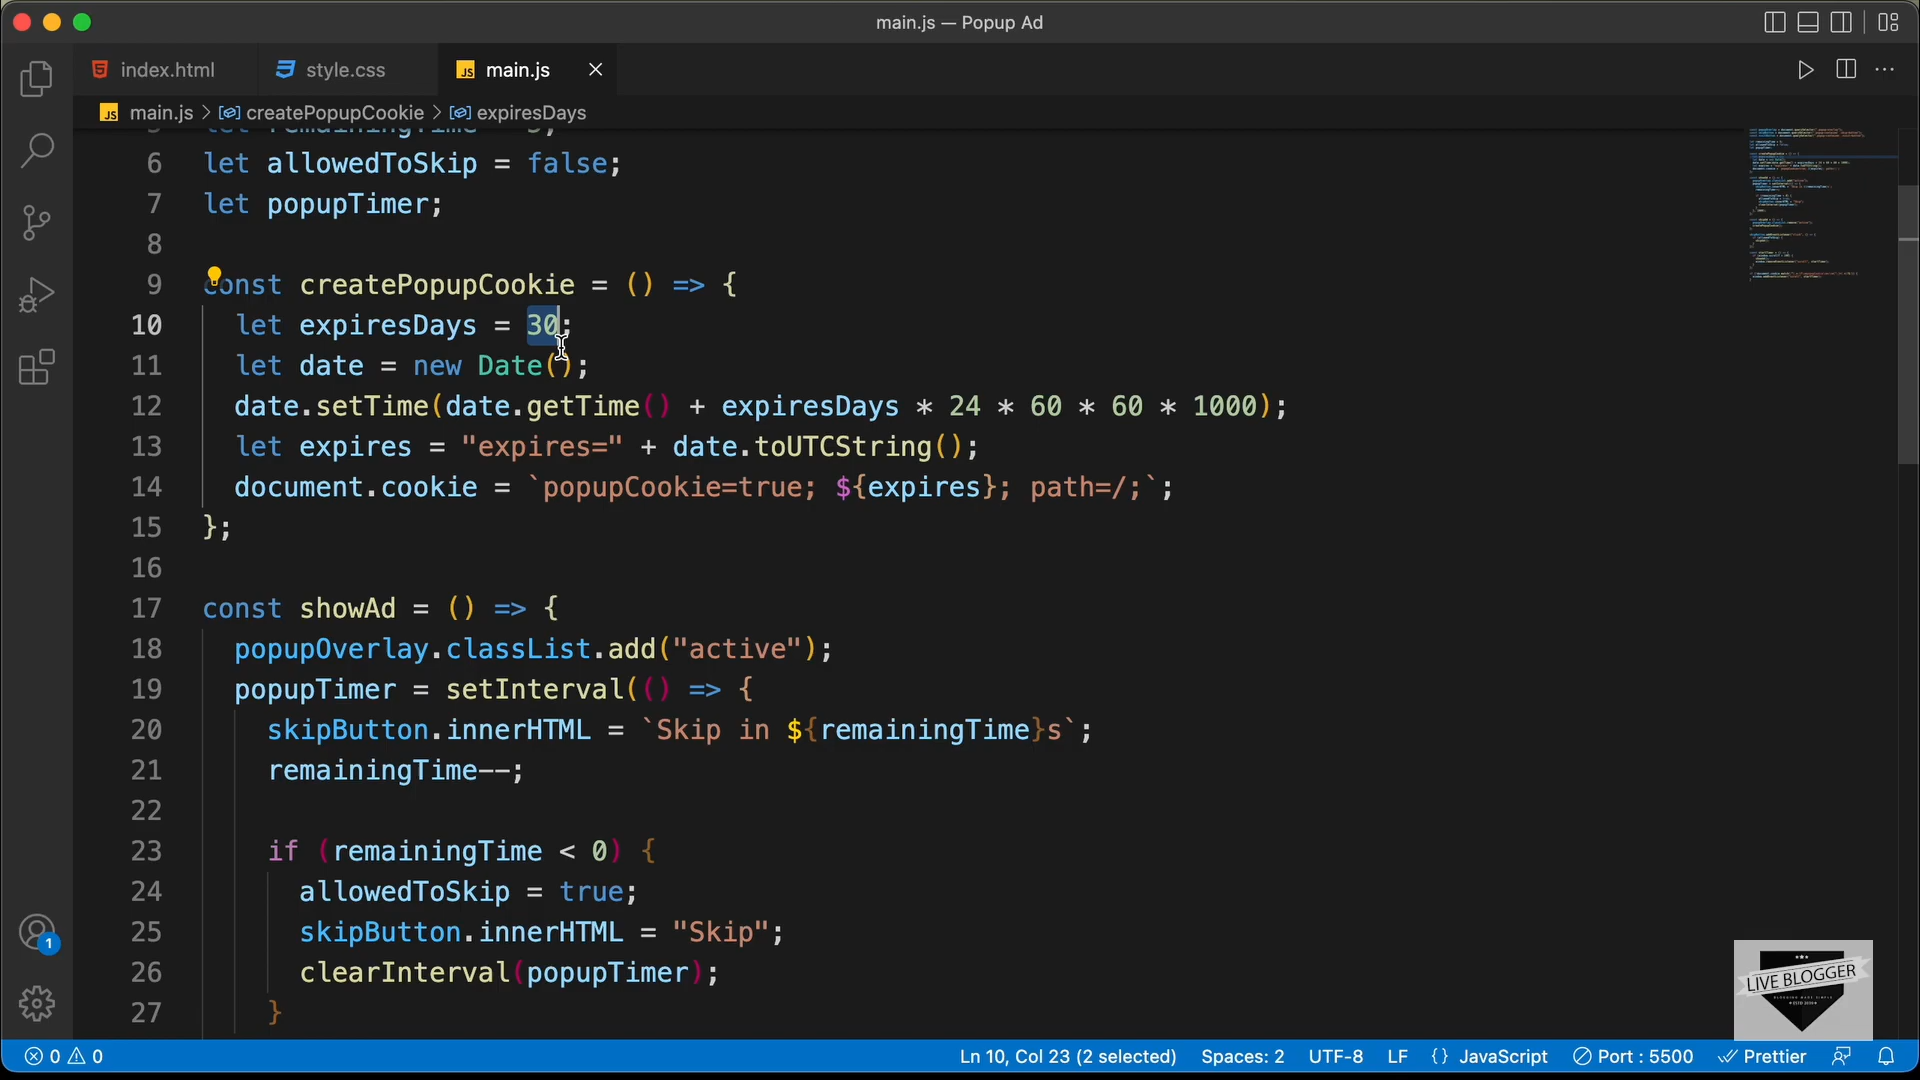 main.js — Popup Ad
index.html
style.css
JS main.js
JS main.js > createPopupCookie > expiresDays
6 let allowedToSkip = false;
7 let popupTimer;
8
9 const createPopupCookie = () => {
10 let expiresDays = 30;
11 let date = new Date();
12 date.setTime(date.getTime() + expiresDays * 24 * 60 * 60 * 1000);
13 let expires = "expires=" + date.toUTCString();
14 document.cookie = `popupCookie=true; ${expires}; path=/;`;
15 };
16
17 const showAd = () => {
18 popupOverlay.classList.add("active");
19 popupTimer = setInterval(() => {
20 skipButton.innerHTML = `Skip in ${remainingTime}s`;
21 remainingTime--;
22
23 if (remainingTime < 0) {
24 allowedToSkip = true;
25 skipButton.innerHTML = "Skip";
26 clearInterval(popupTimer);
27 }
1
LIVE BLOGGER
0 0 Ln 10, Col 23 (2 selected) Spaces: 2 UTF-8 LF {} JavaScript Port : 5500 Prettier